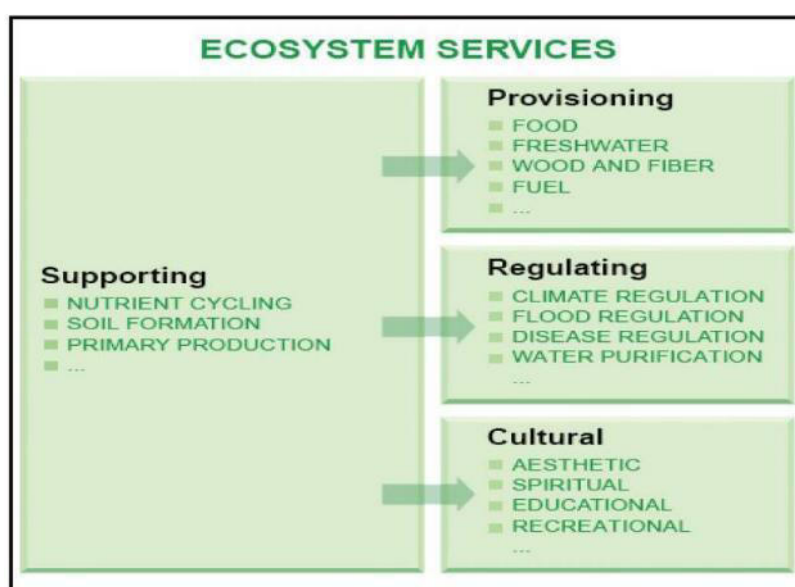 ECOSYSTEM SERVICES
Supporting
NUTRIENT CYCLING
SOIL FORMATION
PRIMARY PRODUCTION
...
Provisioning
FOOD
FRESHWATER
WOOD AND FIBER
FUEL
...
Regulating
CLIMATE REGULATION
FLOOD REGULATION
DISEASE REGULATION
WATER PURIFICATION
...
Cultural
AESTHETIC
SPIRITUAL
EDUCATIONAL
RECREATIONAL
...